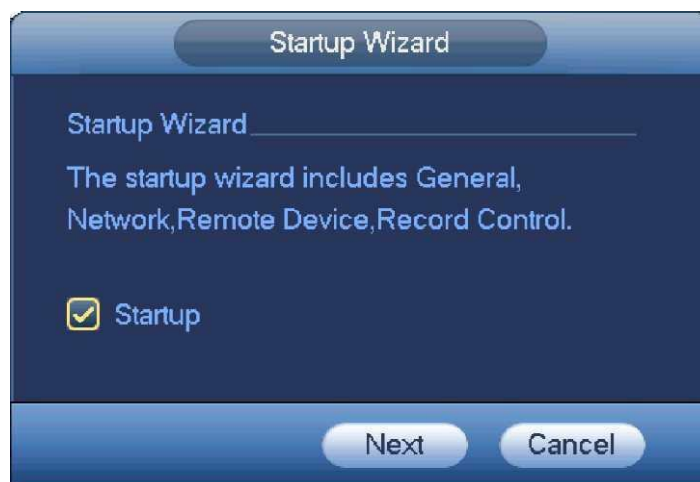 Startup Wizard
Startup Wizard
The startup wizard includes General,
Network,Remote Device,Record Control.
Startup
Next Cancel